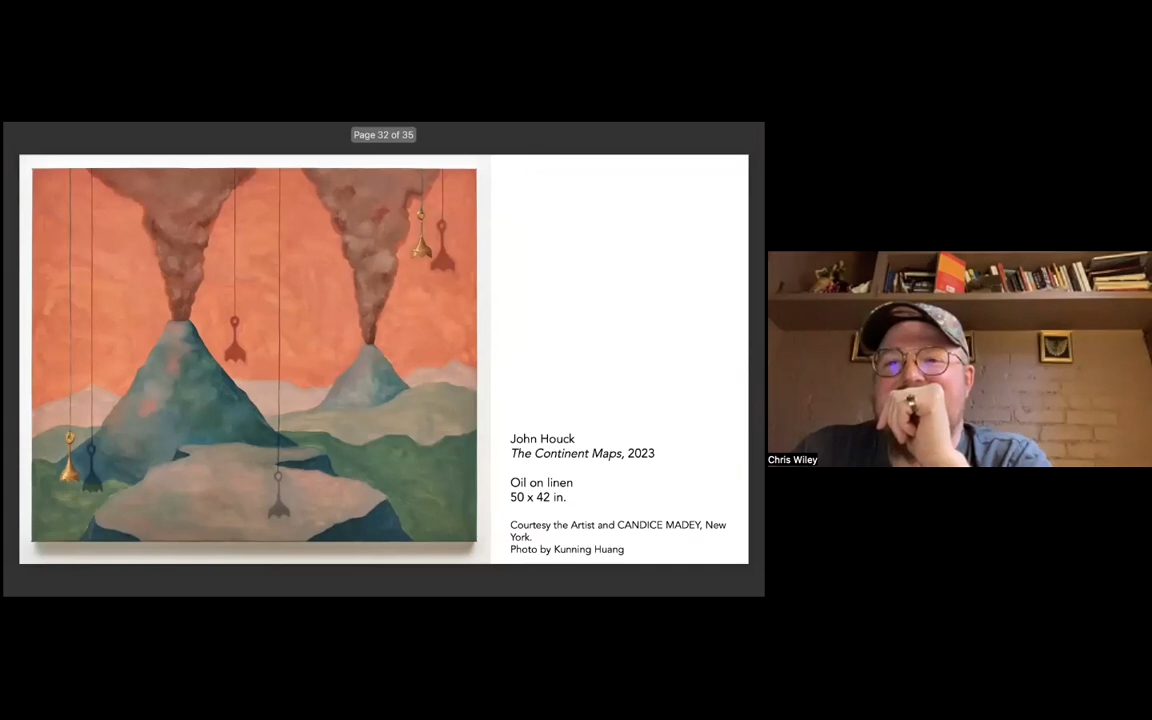 Page 32 of 35
John Houck
The Continent Maps, 2023
Oil on linen
50 x 42 in.
Courtesy the Artist and CANDICE MADEY, New
York.
Photo by Kunning Huang
Chris Wiley